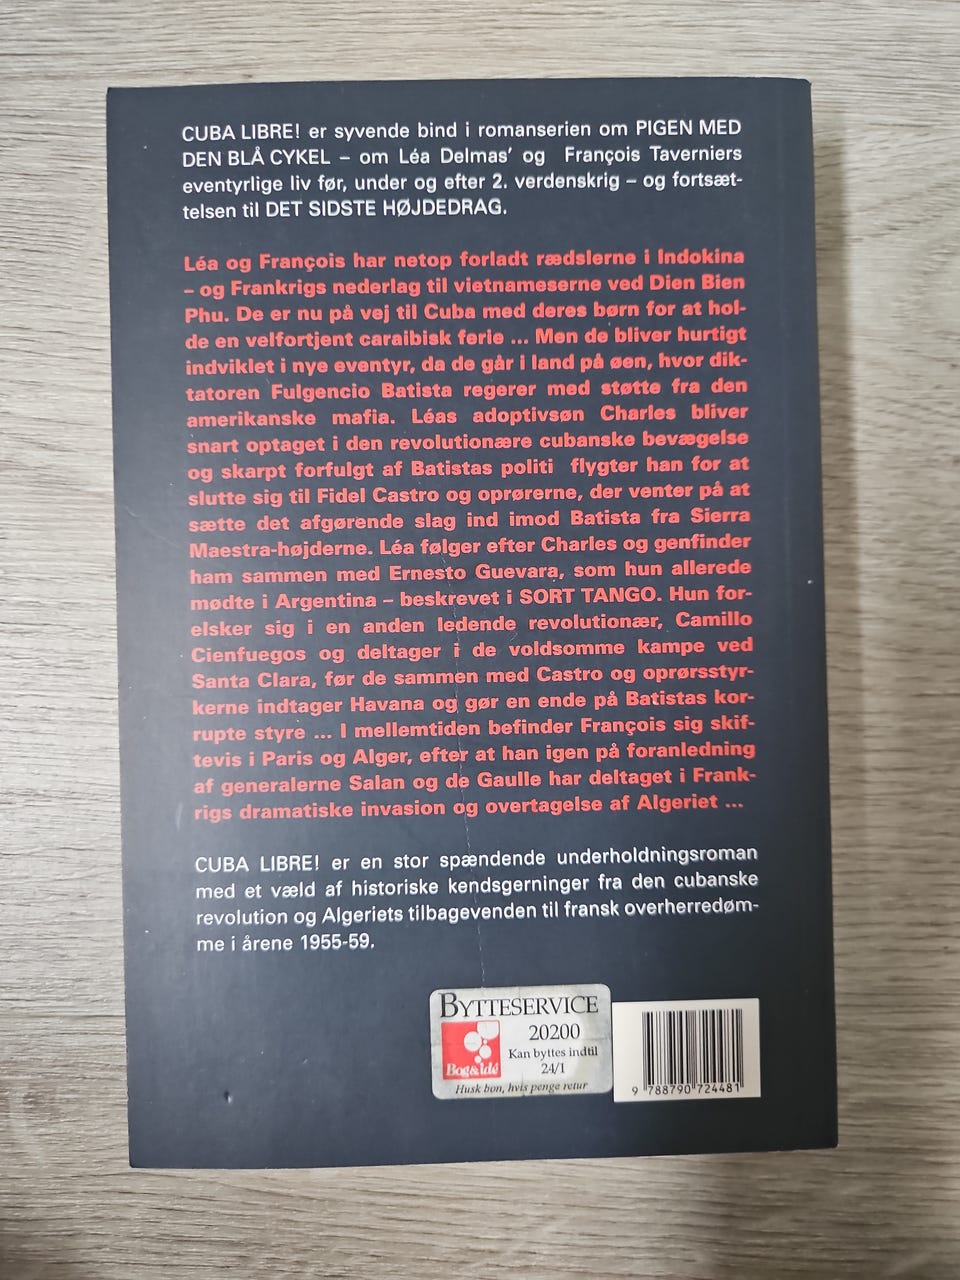 CUBA LIBRE! er syvende bind i romanserien om PIGEN MED
DEN BLÅ CYKEL – om Léa Delmas' og François Taverniers
eventyrlige liv før, under og efter 2. verdenskrig – og fortsæt-
telsen til DET SIDSTE HØJDEDRAG.
Léa og François har netop forladt rædslerne i Indokina
– og Frankrigs nederlag til vietnameserne ved Dien Bien
Phu. De er nu på vej til Cuba med deres børn for at hol-
de en velfortjent caraibisk ferie ... Men de bliver hurtigt
indviklet i nye eventyr, da de går i land på øen, hvor dik-
tatoren Fulgencio Batista regerer med støtte fra den
amerikanske mafia. Léas adoptivsøn Charles bliver
snart optaget i den revolutionære cubanske bevægelse
og skarpt forfulgt af Batistas politi flygter han for at
slutte sig til Fidel Castro og oprørerne, der venter på at
sætte det afgørende slag ind imod Batista fra Sierra
Maestra-højderne. Léa følger efter Charles og genfinder
ham sammen med Ernesto Guevara, som hun allerede
mødte i Argentina – beskrevet i SORT TANGO. Hun for-
elsker sig i en anden ledende revolutionær, Camillo
Cienfuegos og deltager i de voldsomme kampe ved
Santa Clara, før de sammen med Castro og oprørsstyr-
kerne indtager Havana og gør en ende på Batistas kor-
rupte styre ... I mellemtiden befinder François sig skif-
tevis i Paris og Alger, efter at han igen på foranledning
af generalerne Salan og de Gaulle har deltaget i Frank-
rigs dramatiske invasion og overtagelse af Algeriet ...
CUBA LIBRE! er en stor spændende underholdningsroman
med et væld af historiske kendsgerninger fra den cubanske
revolution og Algeriets tilbagevenden til fransk overherredøm-
me i årene 1955-59.
BYTTESERVICE
20200
Kan byttes indtil
24/1
Bog&idé
Husk bon, hvis penge retur
9 788790 724481